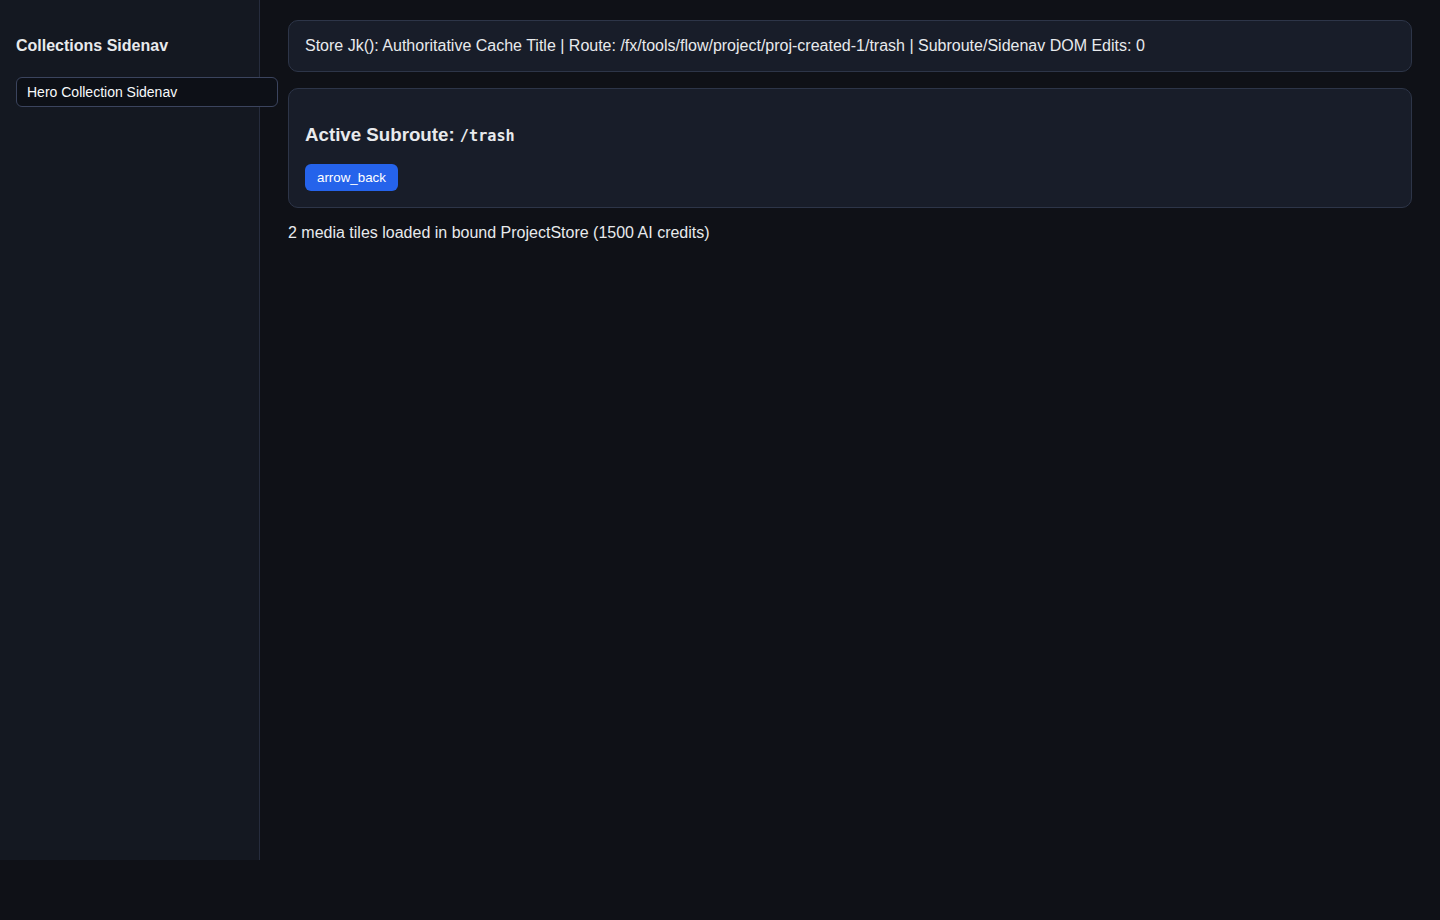 Collections Sidenav
Hero Collection Sidenav
Store Jk(): Authoritative Cache Title | Route: /fx/tools/flow/project/proj-created-1/trash | Subroute/Sidenav DOM Edits: 0
Active Subroute: /trash
arrow_back
2 media tiles loaded in bound ProjectStore (1500 AI credits)